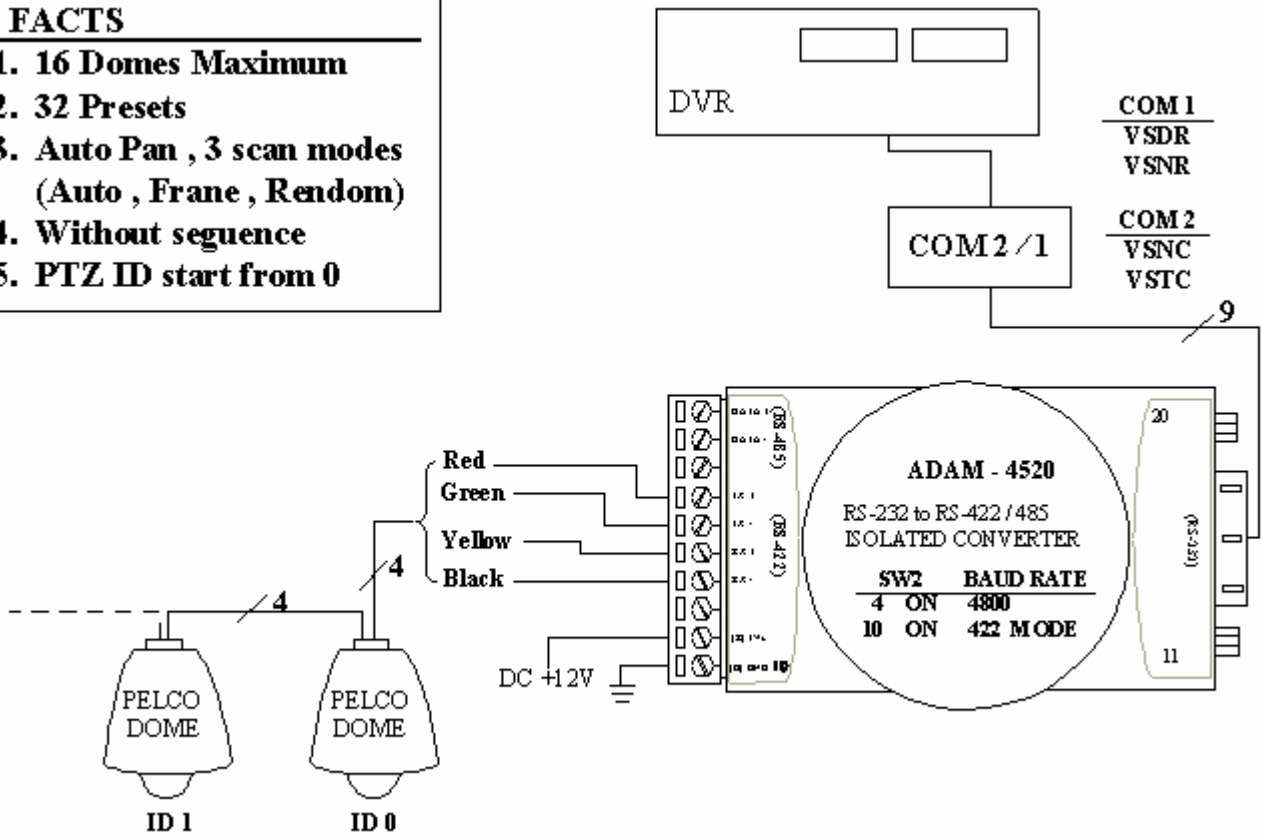 FACTS
1. 16 Domes Maximum
2. 32 Presets
3. Auto Pan , 3 scan modes
(Auto , Frane , Rendom)
4. Without seguence
5. PTZ ID start from 0
DVR
COM 1
VSDR
VSNR
COM 2 / 1
COM 2
VSNC
VSTC
9
Red
Green
Yellow
Black
4
4
DC +12V
(RS-485)
(RS-422)
ADAM - 4520
RS-232 to RS-422 / 485
ISOLATED CONVERTER
SW2 BAUD RATE
4 ON 4800
10 ON 422 MODE
20
(RS-232)
11
PELCO
DOME
ID 1
PELCO
DOME
ID 0